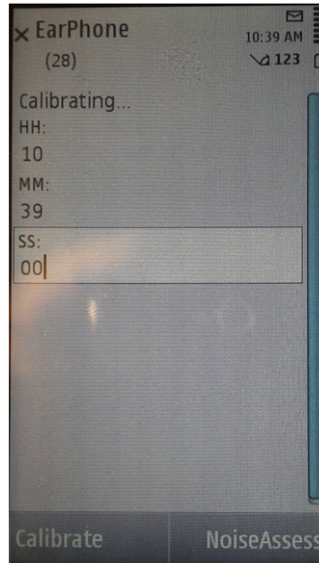 × EarPhone
10:39 AM
(28)
123
Calibrating...
HH:
10
MM:
39
SS:
00
Calibrate
NoiseAssess